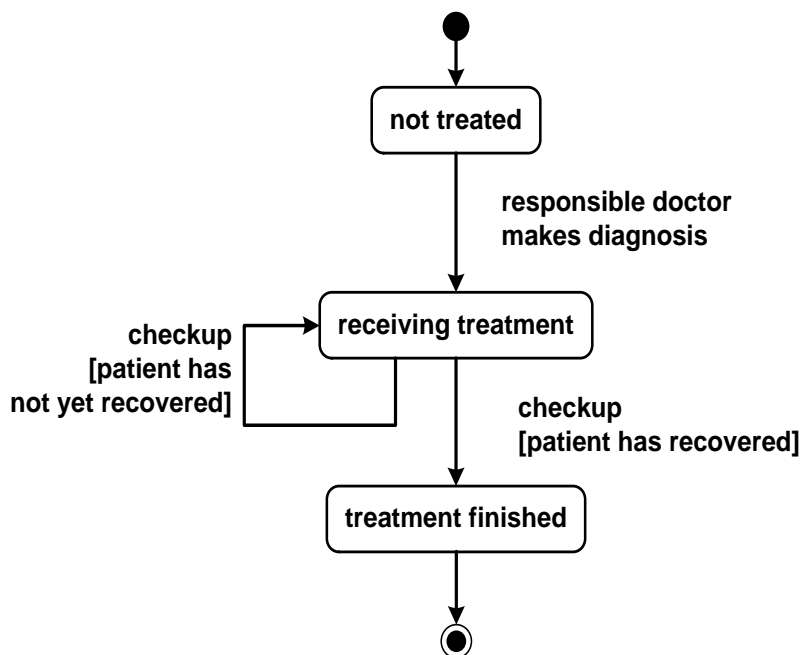 not treated
responsible doctor
makes diagnosis
receiving treatment
checkup
[patient has
not yet recovered]
checkup
[patient has recovered]
treatment finished